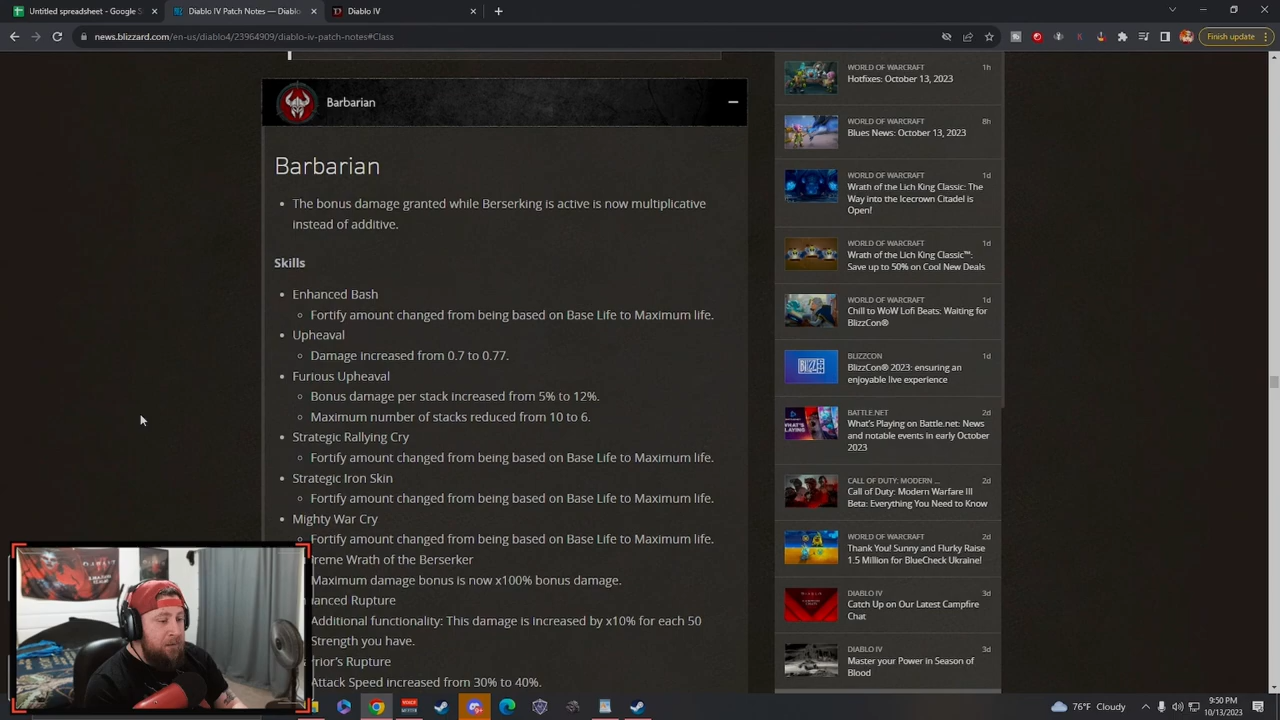 Untitled spreadsheet - Google S
Diablo IV Patch Notes — Diablo
Diablo IV
news.blizzard.com/en-us/diablo4/23964909/diablo-iv-patch-notes#Class
Finish update
Barbarian
Barbarian
• The bonus damage granted while Berserking is active is now multiplicative
instead of additive.
Skills
• Enhanced Bash
Fortify amount changed from being based on Base Life to Maximum life.
• Upheaval
Damage increased from 0.7 to 0.77.
• Furious Upheaval
Bonus damage per stack increased from 5% to 12%.
Maximum number of stacks reduced from 10 to 6.
• Strategic Rallying Cry
Fortify amount changed from being based on Base Life to Maximum life.
• Strategic Iron Skin
Fortify amount changed from being based on Base Life to Maximum life.
• Mighty War Cry
Fortify amount changed from being based on Base Life to Maximum life.
reme Wrath of the Berserker
Maximum damage bonus is now x100% bonus damage.
anced Rupture
Additional functionality: This damage is increased by x10% for each 50
Strength you have.
rior's Rupture
Attack Speed increased from 30% to 40%.
WORLD OF WARCRAFT 1h
Hotfixes: October 13, 2023
WORLD OF WARCRAFT 8h
Blues News: October 13, 2023
WORLD OF WARCRAFT 1d
Wrath of the Lich King Classic: The
Way into the Icecrown Citadel is
Open!
WORLD OF WARCRAFT 1d
Wrath of the Lich King Classic™:
Save up to 50% on Cool New Deals
WORLD OF WARCRAFT 1d
Chill to WoW Lofi Beats: Waiting for
BlizzCon®
BLIZZCON 1d
BlizzCon® 2023: ensuring an
enjoyable live experience
BATTLE.NET 2d
What's Playing on Battle.net: News
and notable events in early October
2023
CALL OF DUTY: MODERN ... 2d
Call of Duty: Modern Warfare III
Beta: Everything You Need to Know
WORLD OF WARCRAFT 2d
Thank You! Sunny and Flurky Raise
1.5 Million for BlueCheck Ukraine!
DIABLO IV 3d
Catch Up on Our Latest Campfire
Chat
DIABLO IV 3d
Master your Power in Season of
Blood
76°F Cloudy
9:50 PM
10/13/2023